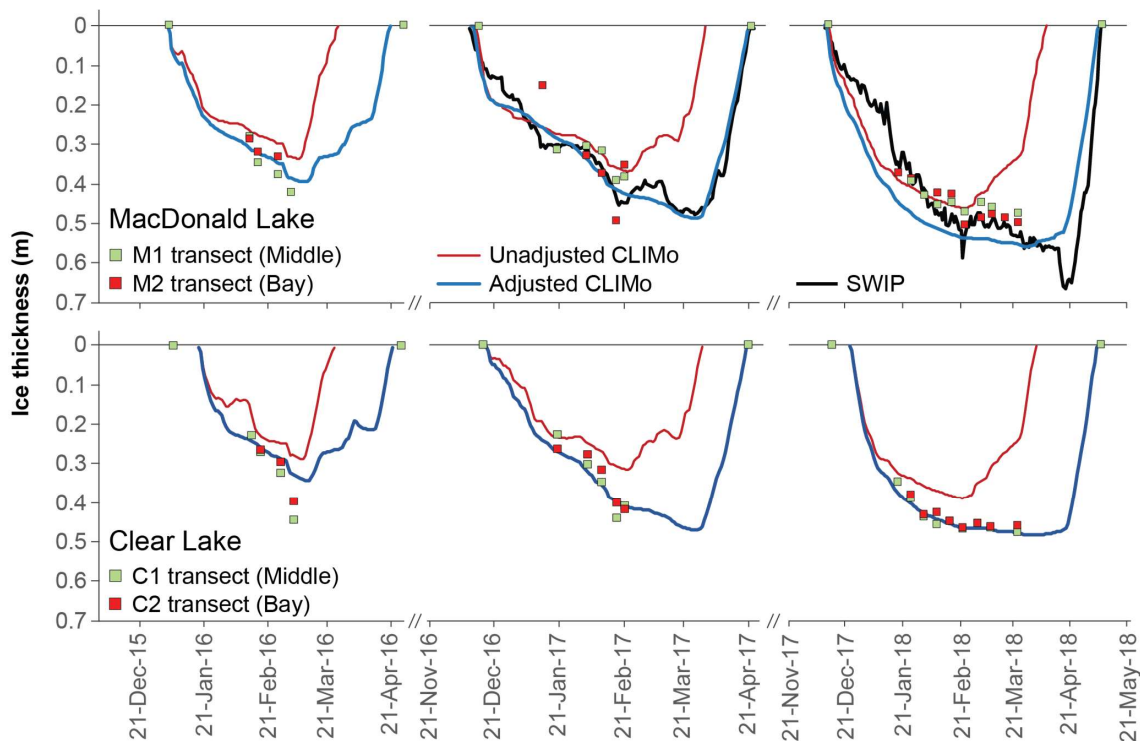 0
0.1
0.2
0.3
0.4
0.5
0.6
0.7
MacDonald Lake
M1 transect (Middle)
M2 transect (Bay)
Unadjusted CLIMo
Adjusted CLIMo
SWIP
//
//
Ice thickness (m)
0
0.1
0.2
0.3
0.4
0.5
0.6
0.7
Clear Lake
C1 transect (Middle)
C2 transect (Bay)
//
//
21-Dec-15
21-Jan-16
21-Feb-16
21-Mar-16
21-Apr-16
21-Nov-16
21-Dec-16
21-Jan-17
21-Feb-17
21-Mar-17
21-Apr-17
21-Nov-17
21-Dec-17
21-Jan-18
21-Feb-18
21-Mar-18
21-Apr-18
21-May-18